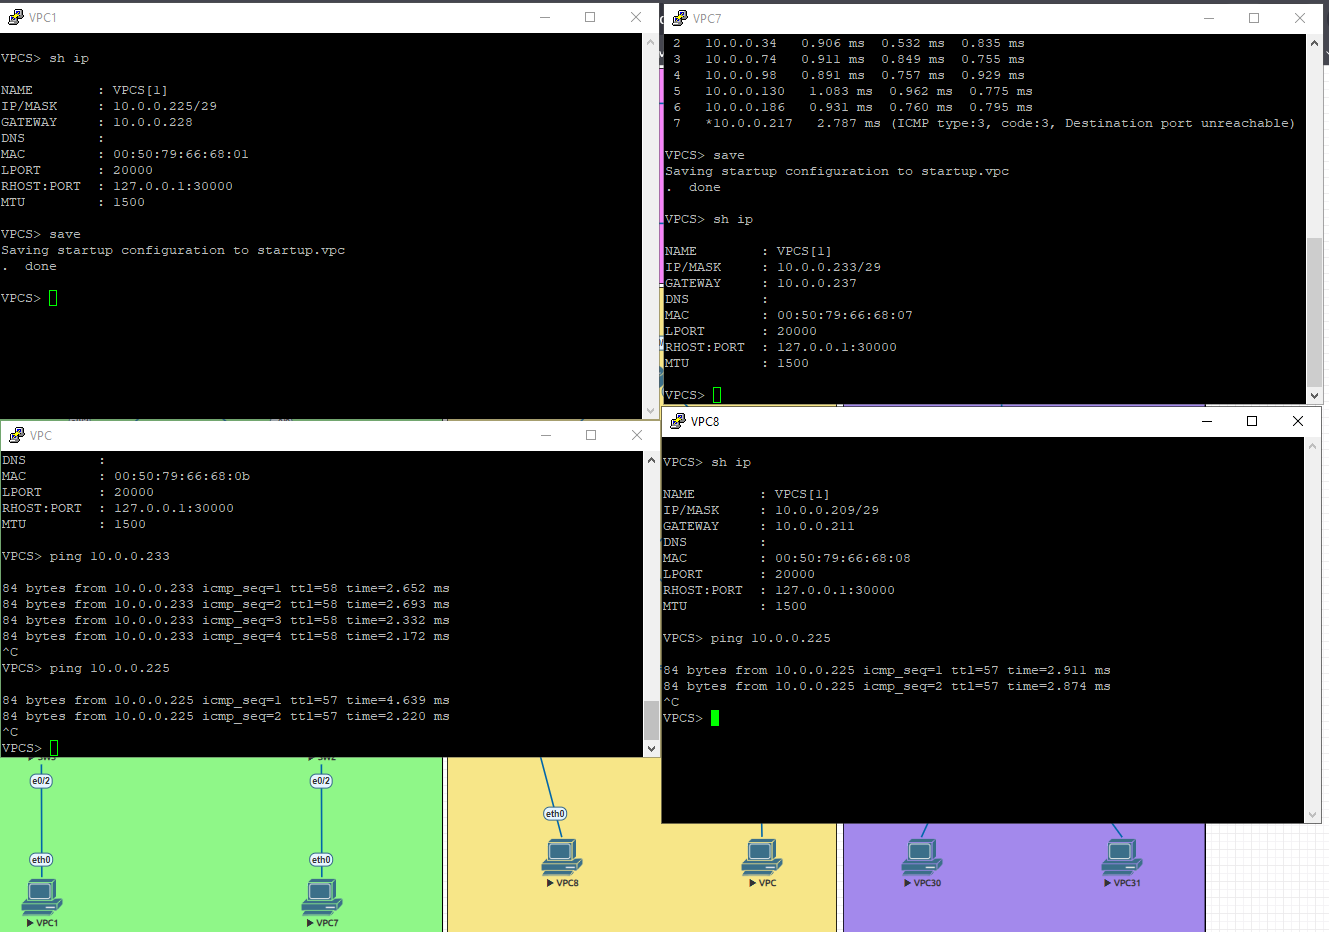 VPC1
VPCS> sh ip
NAME : VPCS[1]
IP/MASK : 10.0.0.225/29
GATEWAY : 10.0.0.228
DNS :
MAC : 00:50:79:66:68:01
LPORT : 20000
RHOST:PORT : 127.0.0.1:30000
MTU : 1500
VPCS> save
Saving startup configuration to startup.vpc
. done
VPCS>
VPC7
2 10.0.0.34 0.906 ms 0.532 ms 0.835 ms
3 10.0.0.74 0.911 ms 0.849 ms 0.755 ms
4 10.0.0.98 0.891 ms 0.757 ms 0.929 ms
5 10.0.0.130 1.083 ms 0.962 ms 0.775 ms
6 10.0.0.186 0.931 ms 0.760 ms 0.795 ms
7 *10.0.0.217 2.787 ms (ICMP type:3, code:3, Destination port unreachable)
VPCS> save
Saving startup configuration to startup.vpc
. done
VPCS> sh ip
NAME : VPCS[1]
IP/MASK : 10.0.0.233/29
GATEWAY : 10.0.0.237
DNS :
MAC : 00:50:79:66:68:07
LPORT : 20000
RHOST:PORT : 127.0.0.1:30000
MTU : 1500
VPCS>
VPC
DNS :
MAC : 00:50:79:66:68:0b
LPORT : 20000
RHOST:PORT : 127.0.0.1:30000
MTU : 1500
VPCS> ping 10.0.0.233
84 bytes from 10.0.0.233 icmp_seq=1 ttl=58 time=2.652 ms
84 bytes from 10.0.0.233 icmp_seq=2 ttl=58 time=2.693 ms
84 bytes from 10.0.0.233 icmp_seq=3 ttl=58 time=2.332 ms
84 bytes from 10.0.0.233 icmp_seq=4 ttl=58 time=2.172 ms
^C
VPCS> ping 10.0.0.225
84 bytes from 10.0.0.225 icmp_seq=1 ttl=57 time=4.639 ms
84 bytes from 10.0.0.225 icmp_seq=2 ttl=57 time=2.220 ms
^C
VPCS>
VPC8
VPCS> sh ip
NAME : VPCS[1]
IP/MASK : 10.0.0.209/29
GATEWAY : 10.0.0.211
DNS :
MAC : 00:50:79:66:68:08
LPORT : 20000
RHOST:PORT : 127.0.0.1:30000
MTU : 1500
VPCS> ping 10.0.0.225
84 bytes from 10.0.0.225 icmp_seq=1 ttl=57 time=2.911 ms
84 bytes from 10.0.0.225 icmp_seq=2 ttl=57 time=2.874 ms
^C
VPCS>
e0/2
e0/2
eth0
eth0
eth0
VPC8
VPC
VPC30
VPC31
VPC1
VPC7